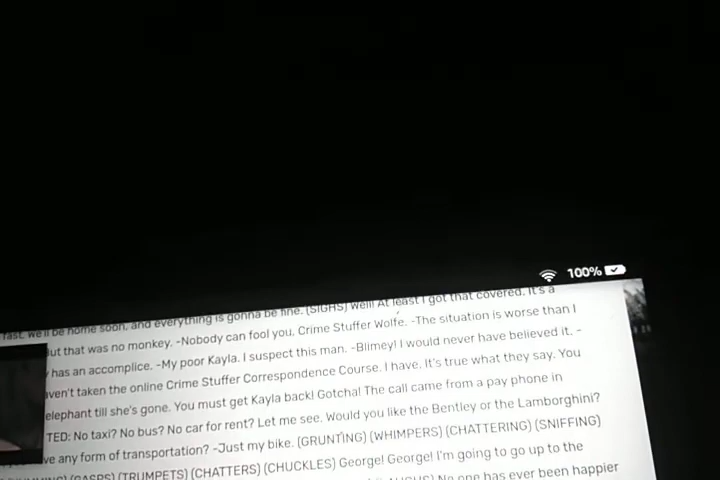 100%
fast, we'll be home soon, and everything is gonna be fine. (SIGHS) Well! At least I got that covered. It's a
but that was no monkey. -Nobody can fool you, Crime Stuffer Wolfe. -The situation is worse than I
has an accomplice. -My poor Kayla. I suspect this man. -Blimey! I would never have believed it. -
aven't taken the online Crime Stuffer Correspondence Course. I have. It's true what they say. You
elephant till she's gone. You must get Kayla back! Gotcha! The call came from a pay phone in
TED: No taxi? No bus? No car for rent? Let me see. Would you like the Bentley or the Lamborghini?
ve any form of transportation? -Just my bike. (GRUNTING) (WHIMPERS) (CHATTERING) (SNIFFING)
(GASPS) (TRUMPETS) (CHATTERS) (CHUCKLES) George! George! I'm going to go up to the
No one has ever been happier